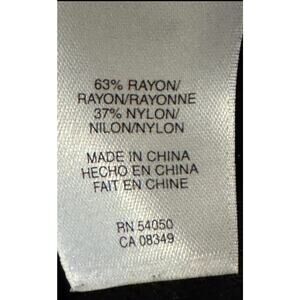 63% RAYON/
RAYON/RAYONNE
37% NYLON/
NILON/NYLON
MADE IN CHINA
HECHO EN CHINA
FAIT EN CHINE
RN 54050
CA 08349